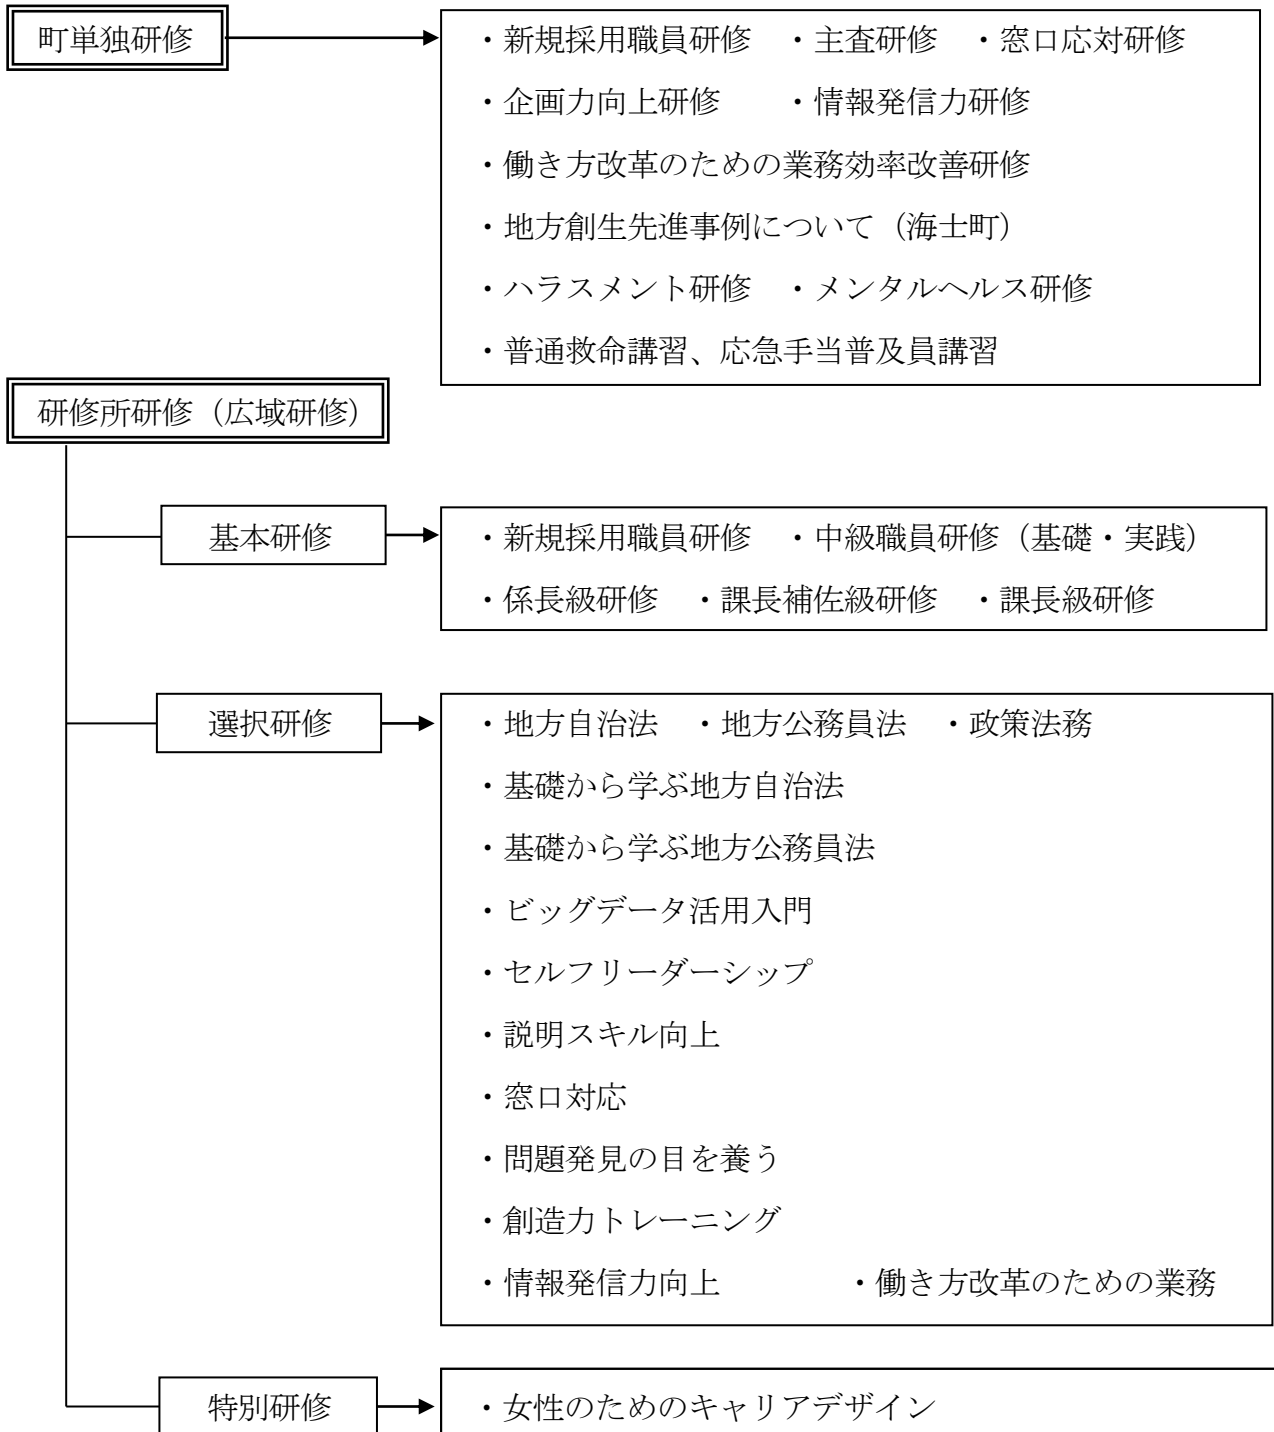 町単独研修
・新規採用職員研修　・主査研修　・窓口応対研修
・企画力向上研修　　・情報発信力研修
・働き方改革のための業務効率改善研修
・地方創生先進事例について（海士町）
・ハラスメント研修　・メンタルヘルス研修
・普通救命講習、応急手当普及員講習
研修所研修（広域研修）
基本研修
・新規採用職員研修　・中級職員研修（基礎・実践）
・係長級研修　・課長補佐級研修　・課長級研修
選択研修
・地方自治法　・地方公務員法　・政策法務
・基礎から学ぶ地方自治法
・基礎から学ぶ地方公務員法
・ビッグデータ活用入門
・セルフリーダーシップ
・説明スキル向上
・窓口対応
・問題発見の目を養う
・創造力トレーニング
・情報発信力向上　　　　・働き方改革のための業務
特別研修
・女性のためのキャリアデザイン